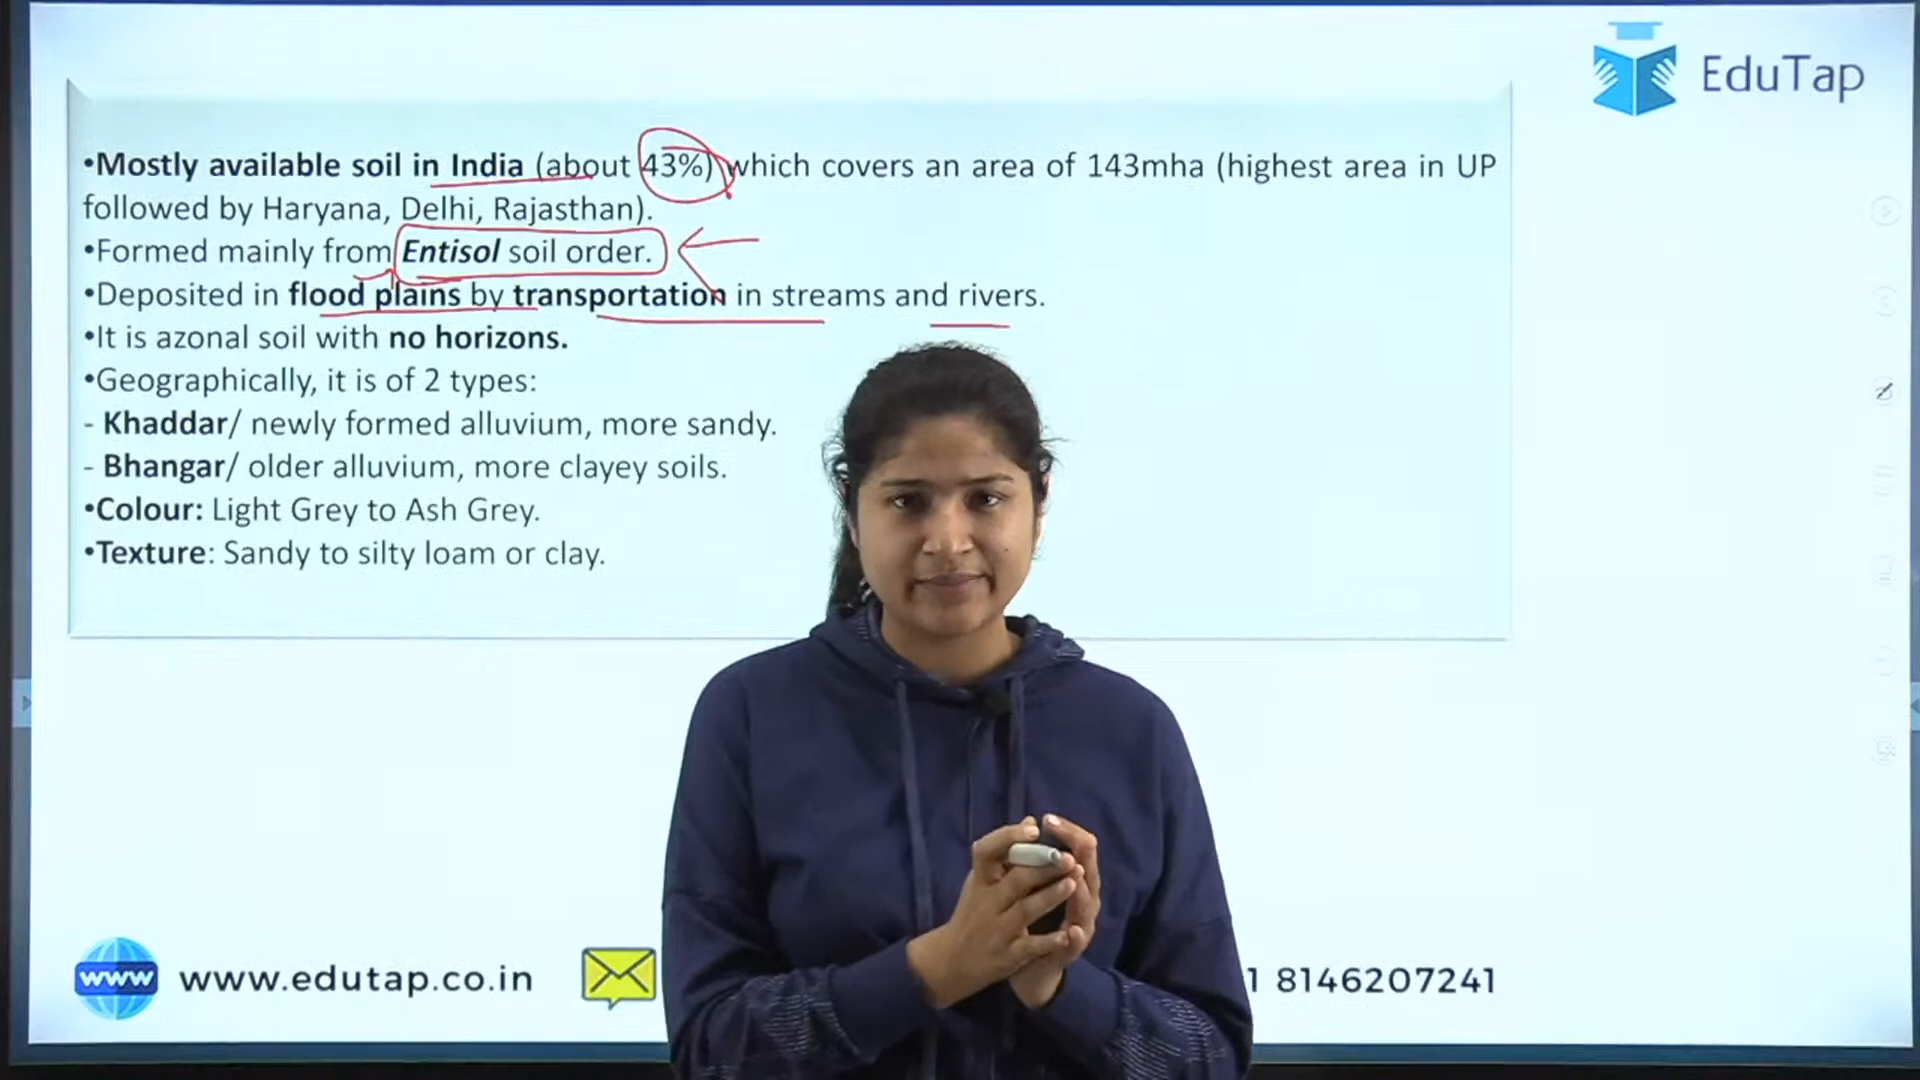 EduTap
•Mostly available soil in India (about 43%) which covers an area of 143mha (highest area in UP
followed by Haryana, Delhi, Rajasthan).
•Formed mainly from Entisol soil order.
•Deposited in flood plains by transportation in streams and rivers.
•It is azonal soil with no horizons.
•Geographically, it is of 2 types:
- Khaddar/ newly formed alluvium, more sandy.
- Bhangar/ older alluvium, more clayey soils.
•Colour: Light Grey to Ash Grey.
•Texture: Sandy to silty loam or clay.
www www.edutap.co.in 1 8146207241